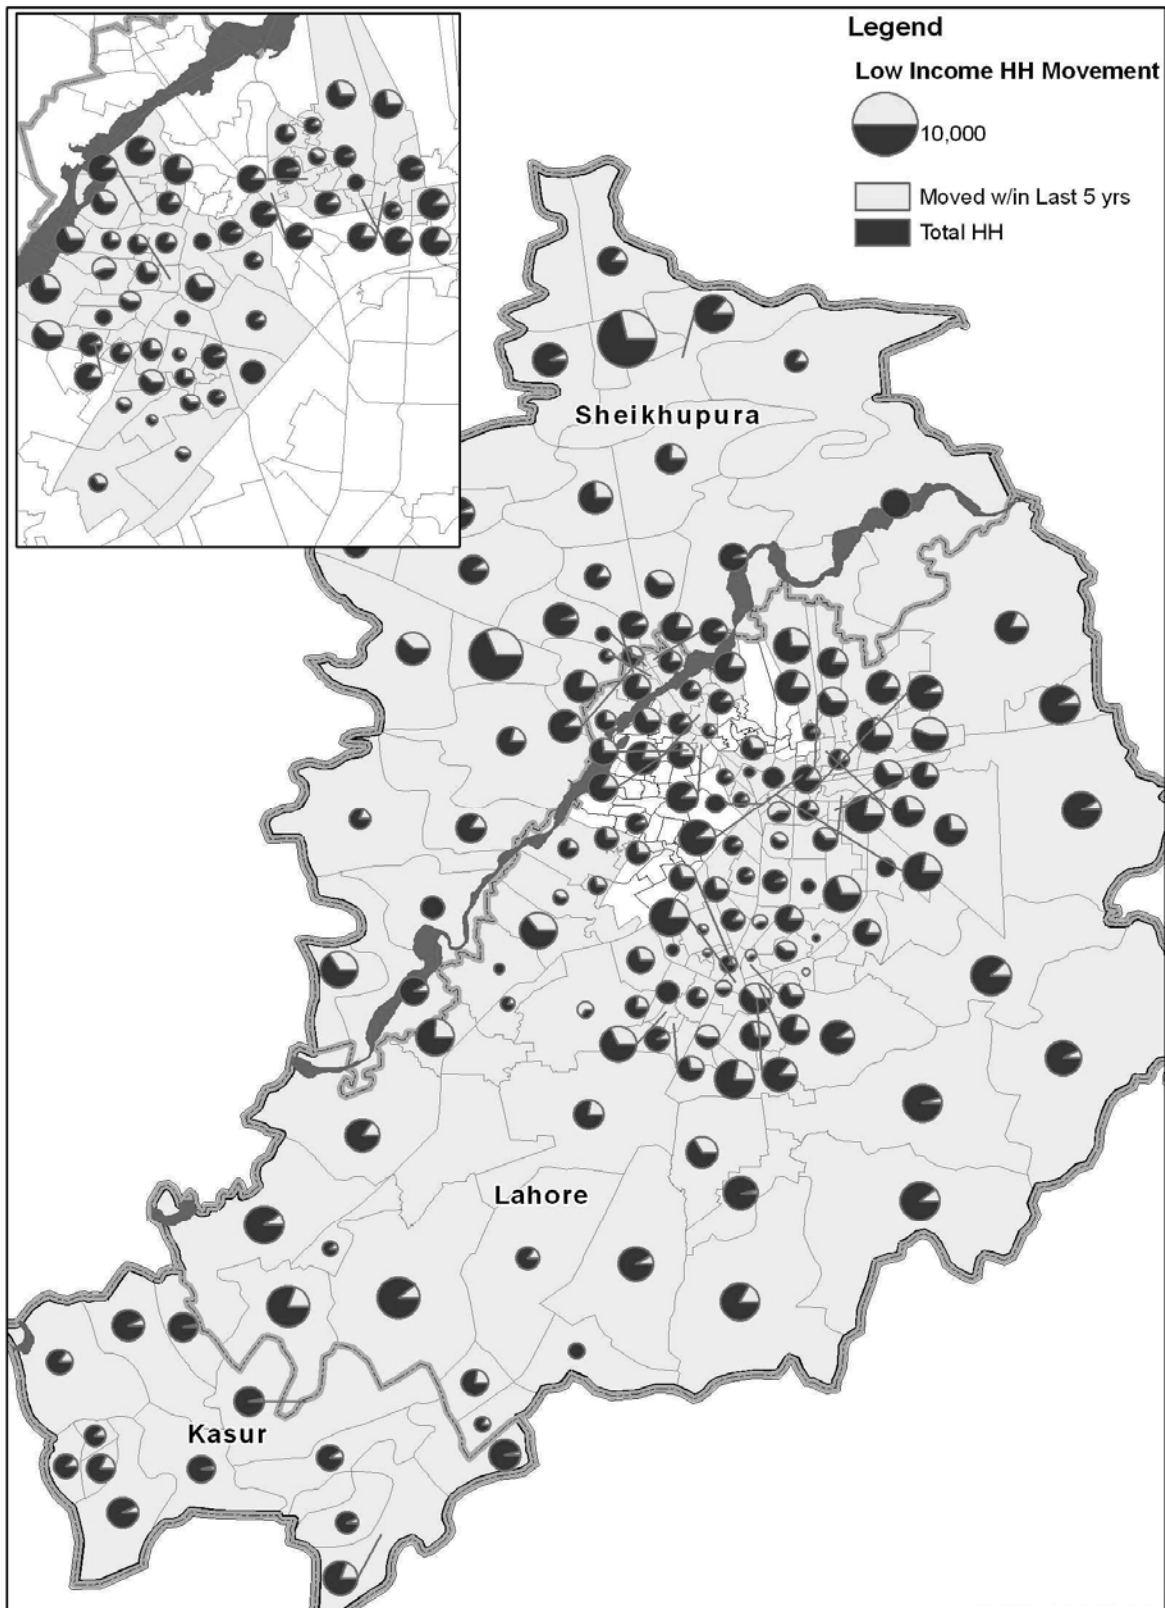 Legend
Low Income HH Movement
10,000
Moved w/in Last 5 yrs
Total HH
Sheikhupura
Lahore
Kasur